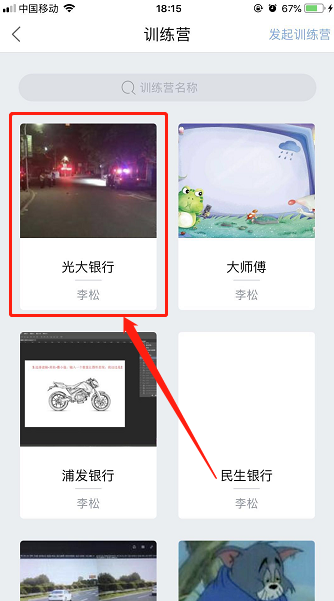 中国移动
18:15
67%
训练营
发起训练营
训练营名称
光大银行
李松
大师傅
李松
浦发银行
李松
民生银行
李松